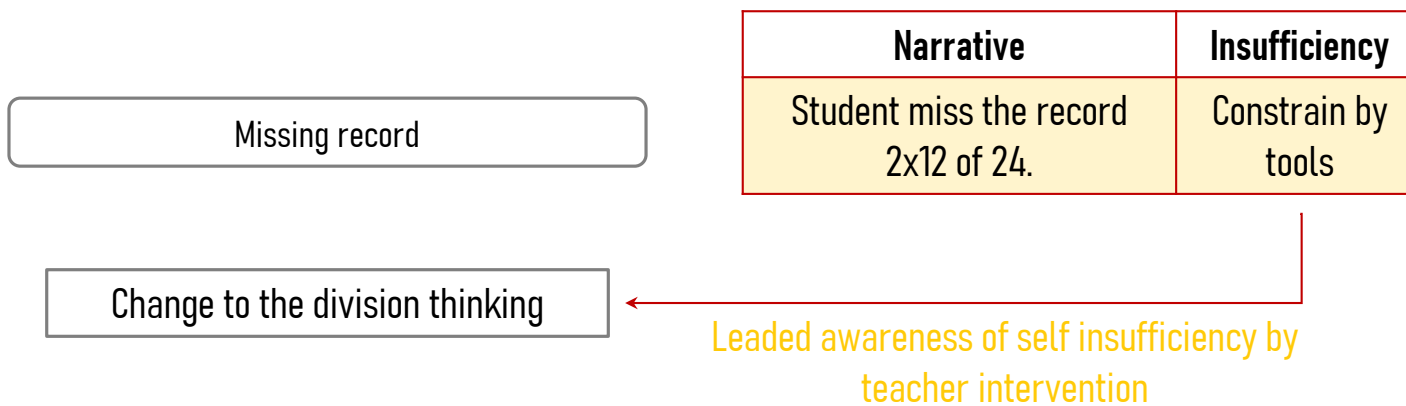 Narrative
Insufficiency
Missing record
Student miss the record
2x12 of 24.
Constrain by
tools
Change to the division thinking
Leaded awareness of self insufficiency by
teacher intervention